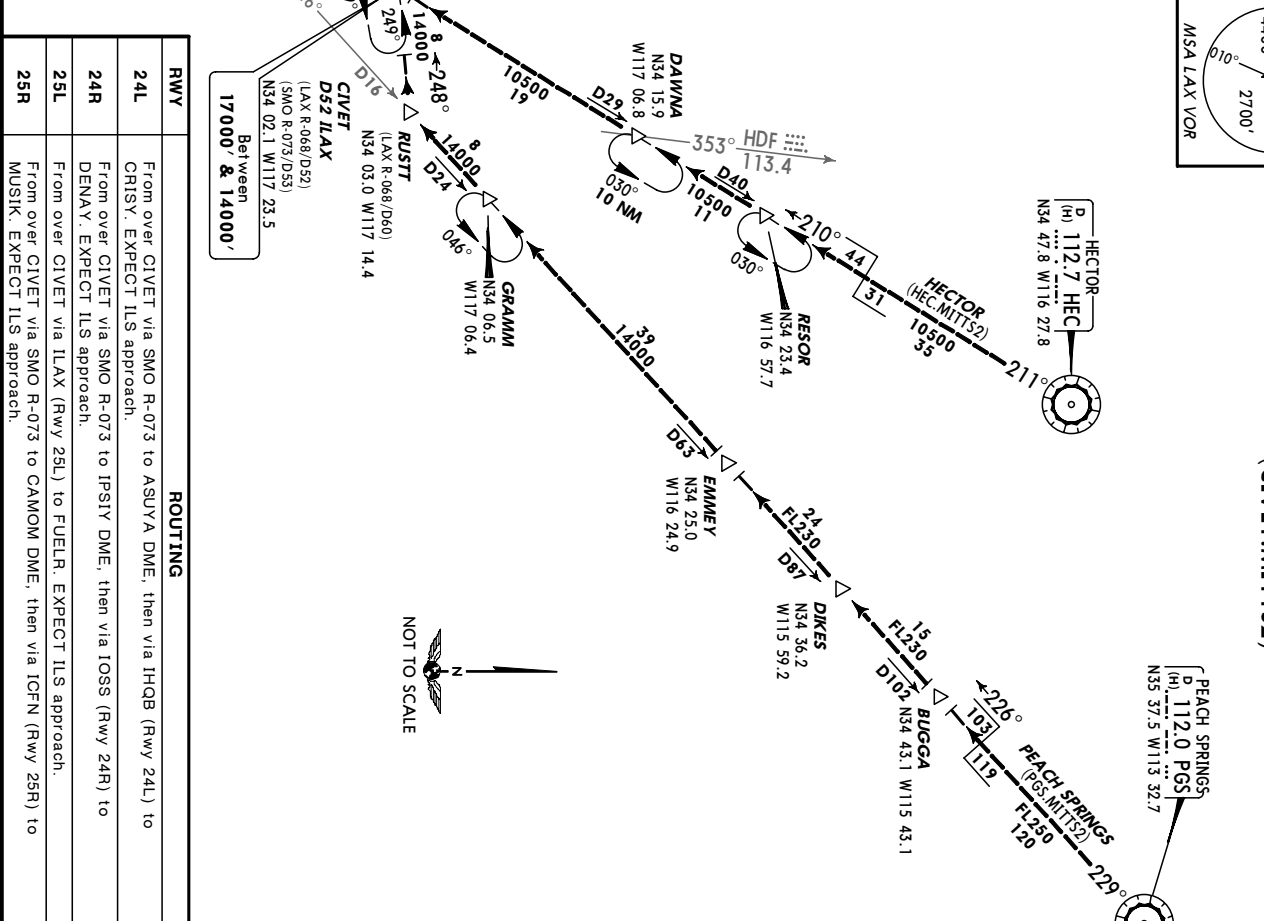 2700'
010°
MSA LAX VOR
HECTOR
D
(H)
112.7 HEC
N34 47.8 W116 27.8
211°
HECTOR
(HEC.MITTS2)
10500
35
44
31
210°
RESOR
N34 23.4
W116 57.7
030°
D40
10500
11
353° HDF
113.4
DAWNA
N34 15.9
W117 06.8
030°
10 NM
D29
10500
19
PEACH SPRINGS
D
(H)
112.0 PGS
N35 37.5 W113 32.7
229°
PEACH SPRINGS
(PGS.MITTS2)
FL250
120
226°
103
119
BUGGA
N34 43.1 W115 43.1
D102
15
FL230
DIKES
N34 36.2
W115 59.2
D87
24
FL230
EMMEY
N34 25.0
W116 24.9
D63
39
14000
GRAMM
N34 06.5
W117 06.4
046°
D24
8
14000
RUSTT
(LAX R-068/D60)
N34 03.0 W117 14.4
248°
8
14000
249°
D16
CIVET
D52 ILAX
(LAX R-068/D52)
(SMO R-073/D53)
N34 02.1 W117 23.5
Between
17000' & 14000'
N
NOT TO SCALE
RWY
ROUTING
24L
From over CIVET via SMO R-073 to ASUYA DME, then via IHQB (Rwy 24L) to
CRISY. EXPECT ILS approach.
24R
From over CIVET via SMO R-073 to IPSIY DME, then via IOSS (Rwy 24R) to
DENAY. EXPECT ILS approach.
25L
From over CIVET via ILAX (Rwy 25L) to FUELR. EXPECT ILS approach.
25R
From over CIVET via SMO R-073 to CAMOM DME, then via ICFN (Rwy 25R) to
MUSIK. EXPECT ILS approach.